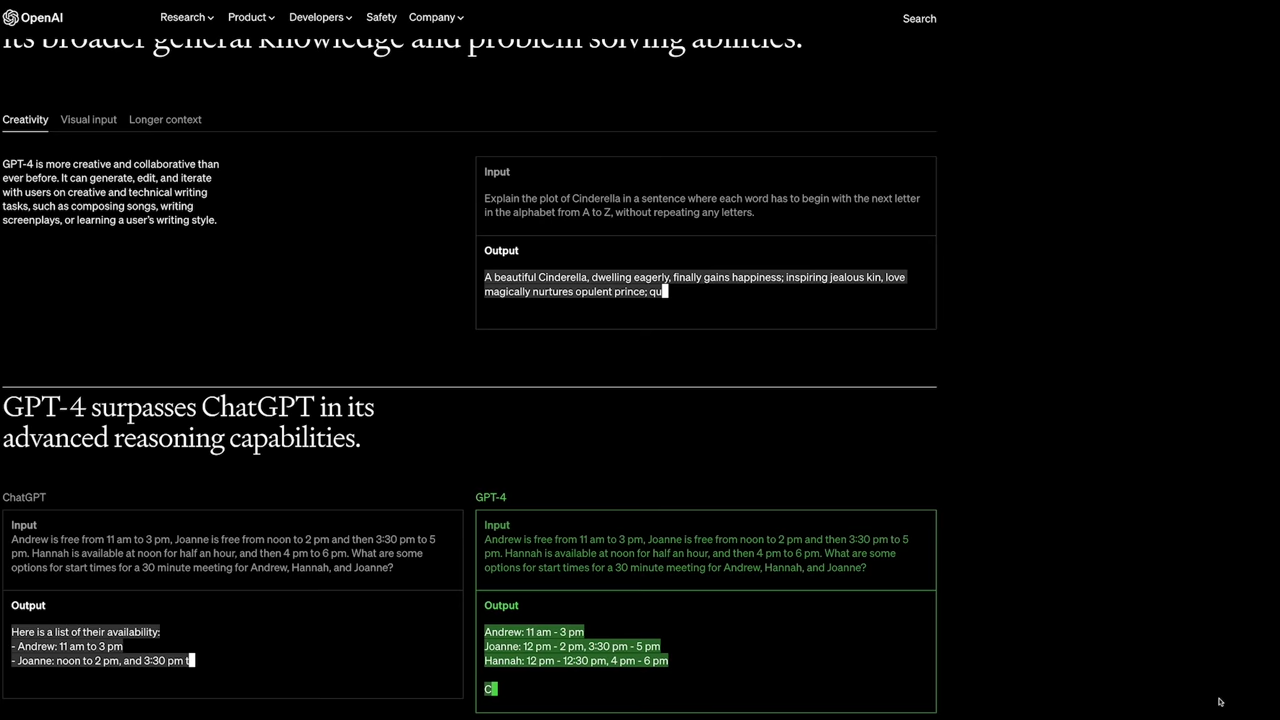 OpenAI
Research
Product
Developers
Safety
Company
Search
its broader general knowledge and problem solving abilities.
Creativity
Visual input
Longer context
GPT-4 is more creative and collaborative than
ever before. It can generate, edit, and iterate
with users on creative and technical writing
tasks, such as composing songs, writing
screenplays, or learning a user's writing style.
Input
Explain the plot of Cinderella in a sentence where each word has to begin with the next letter
in the alphabet from A to Z, without repeating any letters.
Output
A beautiful Cinderella, dwelling eagerly, finally gains happiness; inspiring jealous kin, love
magically nurtures opulent prince; qu
GPT-4 surpasses ChatGPT in its
advanced reasoning capabilities.
ChatGPT
Input
Andrew is free from 11 am to 3 pm, Joanne is free from noon to 2 pm and then 3:30 pm to 5
pm. Hannah is available at noon for half an hour, and then 4 pm to 6 pm. What are some
options for start times for a 30 minute meeting for Andrew, Hannah, and Joanne?
Output
Here is a list of their availability:
- Andrew: 11 am to 3 pm
- Joanne: noon to 2 pm, and 3:30 pm t
GPT-4
Input
Andrew is free from 11 am to 3 pm, Joanne is free from noon to 2 pm and then 3:30 pm to 5
pm. Hannah is available at noon for half an hour, and then 4 pm to 6 pm. What are some
options for start times for a 30 minute meeting for Andrew, Hannah, and Joanne?
Output
Andrew: 11 am - 3 pm
Joanne: 12 pm - 2 pm, 3:30 pm - 5 pm
Hannah: 12 pm - 12:30 pm, 4 pm - 6 pm
C